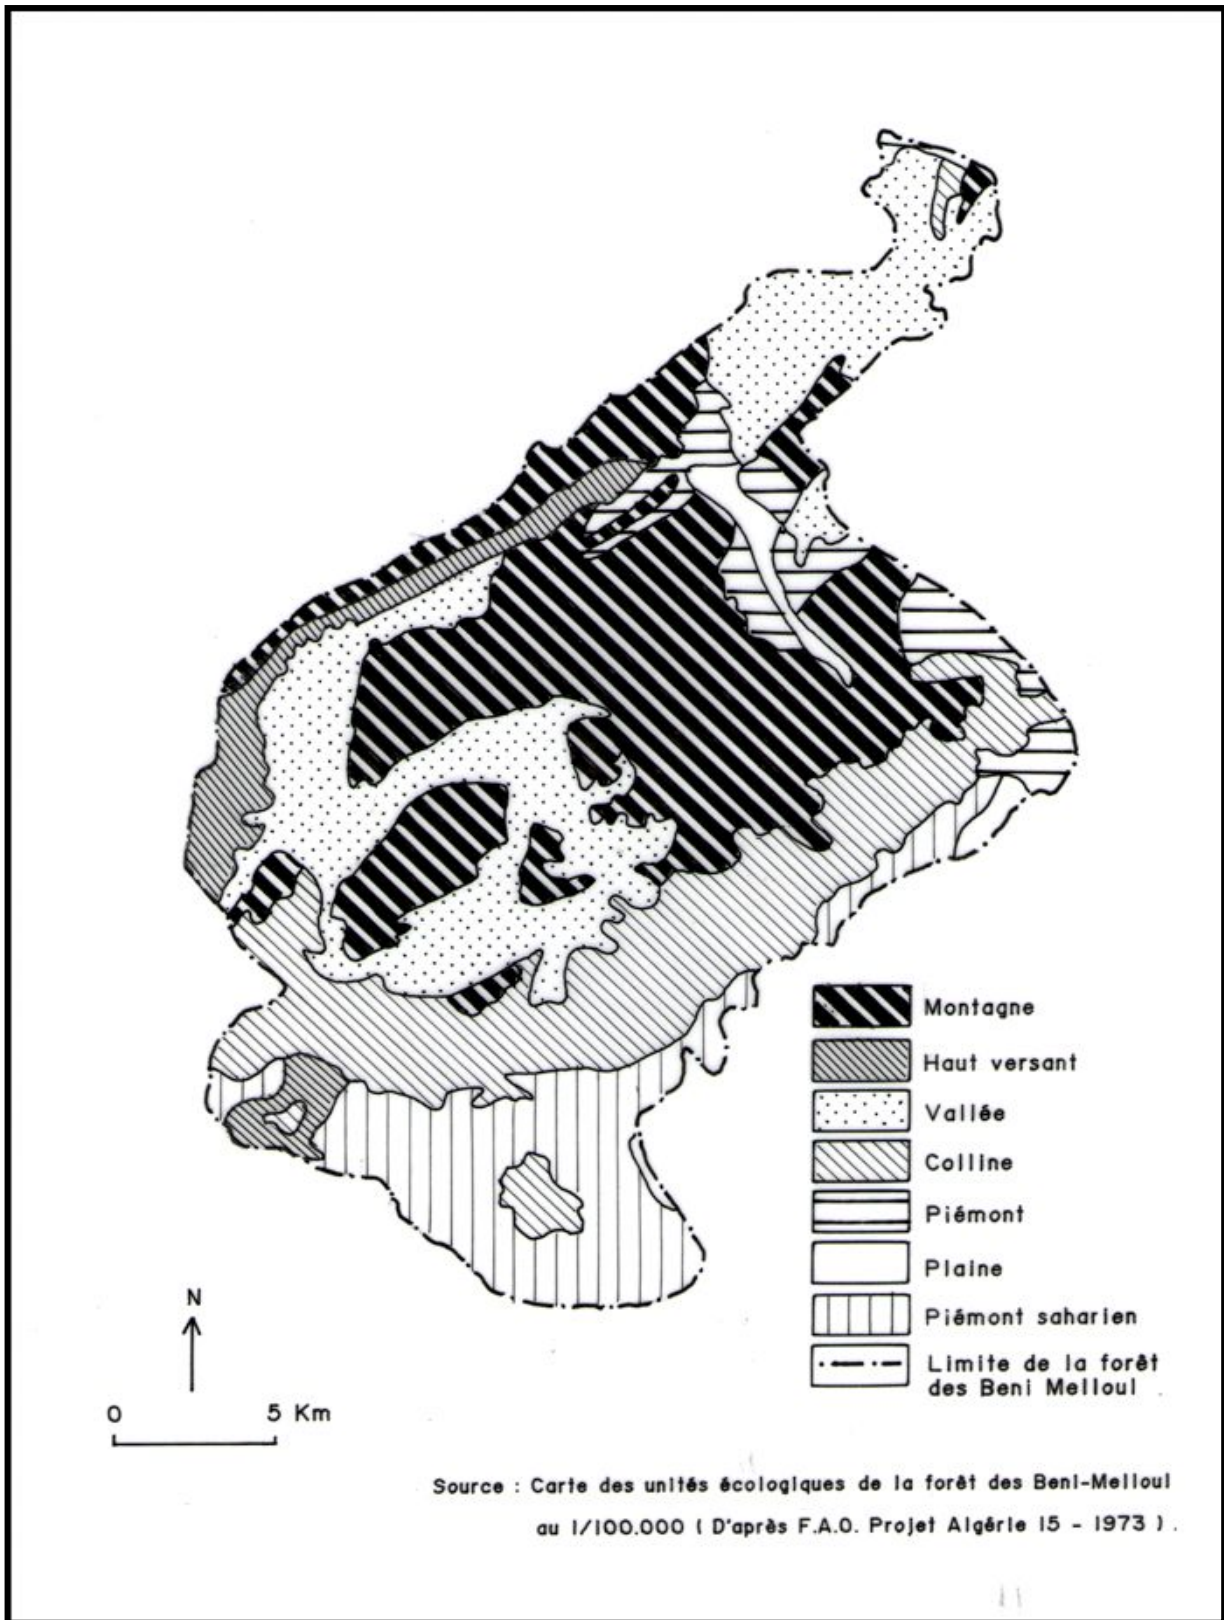 Montagne
Haut versant
Vallée
Colline
Piémont
Plaine
Piémont saharien
Limite de la forêt
des Beni Melloul
N
0 5 Km
Source : Carte des unités écologiques de la forêt des Beni-Melloul
au 1/100.000 ( D'après F.A.O. Projet Algérie 15 - 1973 ) .